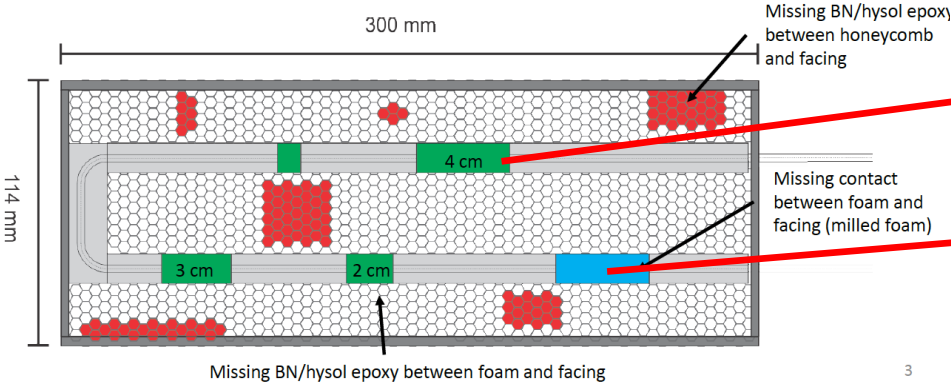 300 mm
Missing BN/hysol epoxy
between honeycomb
and facing
114 mm
4 cm
Missing contact
between foam and
facing (milled foam)
3 cm
2 cm
Missing BN/hysol epoxy between foam and facing
3